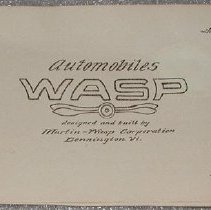 Automobiles
WASP
designed and built by
Martin-Wasp Corporation
Bennington Vt.